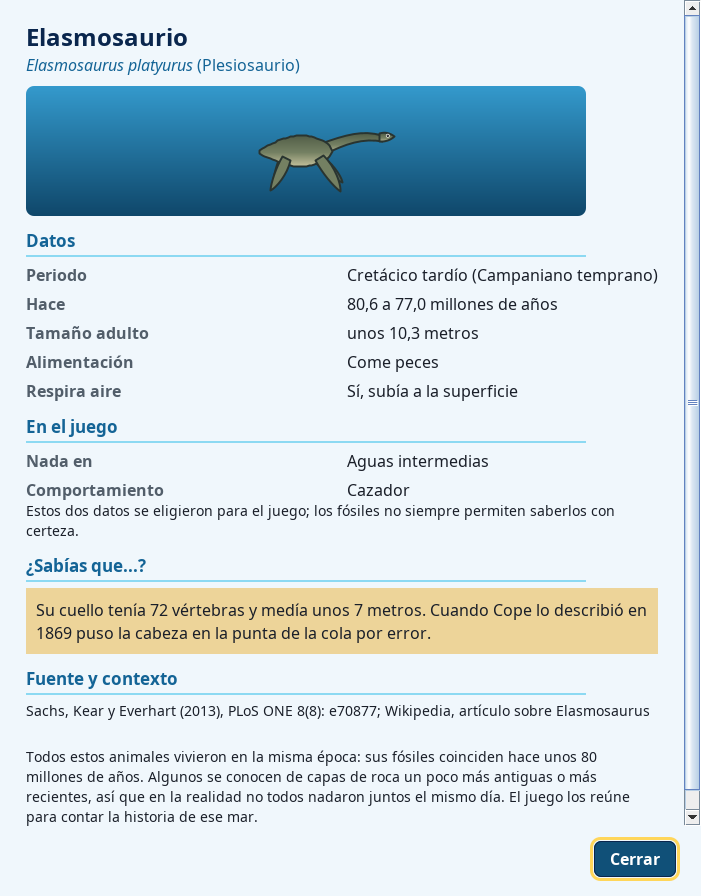 Elasmosaurio
Elasmosaurus platyurus (Plesiosaurio)
Datos
Periodo Cretácico tardío (Campaniano temprano)
Hace 80,6 a 77,0 millones de años
Tamaño adulto unos 10,3 metros
Alimentación Come peces
Respira aire Sí, subía a la superficie
En el juego
Nada en Aguas intermedias
Comportamiento Cazador
Estos dos datos se eligieron para el juego; los fósiles no siempre permiten saberlos con
certeza.
¿Sabías que...?
Su cuello tenía 72 vértebras y medía unos 7 metros. Cuando Cope lo describió en
1869 puso la cabeza en la punta de la cola por error.
Fuente y contexto
Sachs, Kear y Everhart (2013), PLoS ONE 8(8): e70877; Wikipedia, artículo sobre Elasmosaurus
Todos estos animales vivieron en la misma época: sus fósiles coinciden hace unos 80
millones de años. Algunos se conocen de capas de roca un poco más antiguas o más
recientes, así que en la realidad no todos nadaron juntos el mismo día. El juego los reúne
para contar la historia de ese mar.
Cerrar